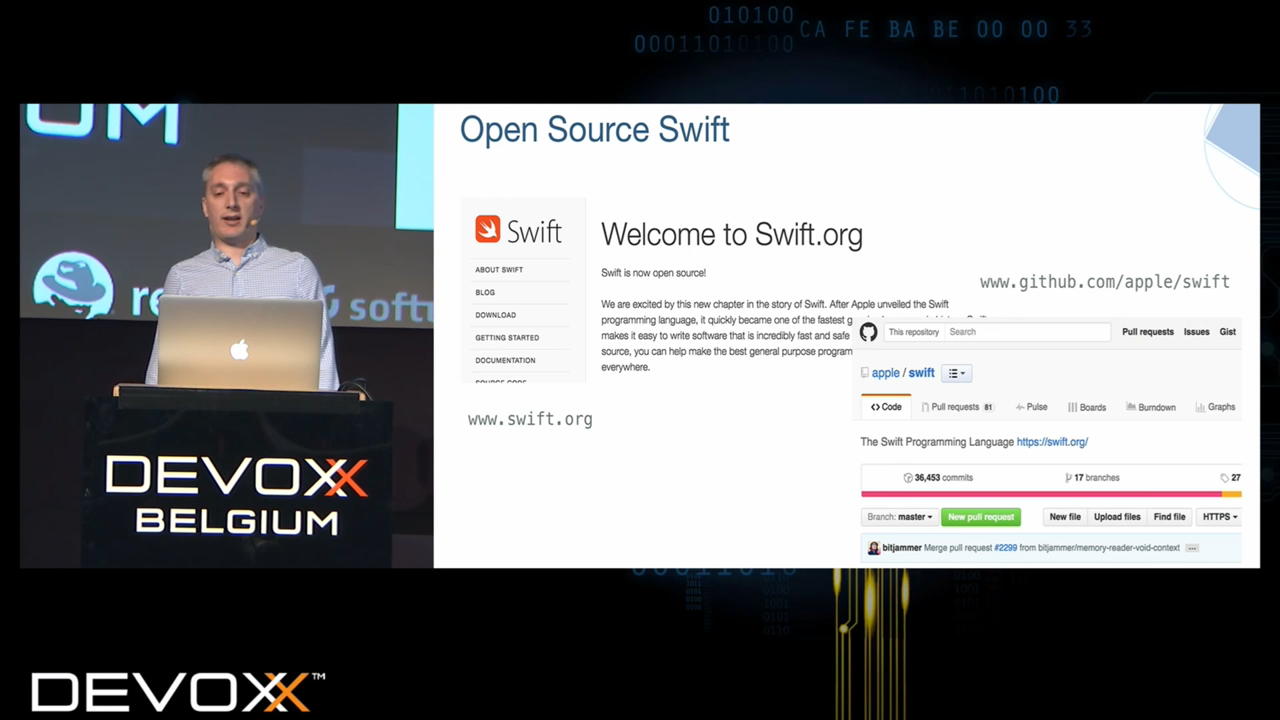 010100
00011010100
CA FE BA BE 00 00 33
11010100
OM
Open Source Swift
Swift
ABOUT SWIFT
BLOG
DOWNLOAD
GETTING STARTED
DOCUMENTATION
SOURCE CODE
Welcome to Swift.org
Swift is now open source!
We are excited by this new chapter in the story of Swift. After Apple unveiled the Swift
programming language, it quickly became one of the fastest g
makes it easy to write software that is incredibly fast and safe
source, you can help make the best general purpose program
everywhere.
www.swift.org
www.github.com/apple/swift
This repository Search Pull requests Issues Gist
apple / swift
Code Pull requests 81 Pulse Boards Burndown Graphs
The Swift Programming Language https://swift.org/
36,453 commits 17 branches 27
Branch: master New pull request New file Upload files Find file HTTPS
bitjammer Merge pull request #2299 from bitjammer/memory-reader-void-context ...
re
softw
DEVOXX
BELGIUM
DEVOXX™